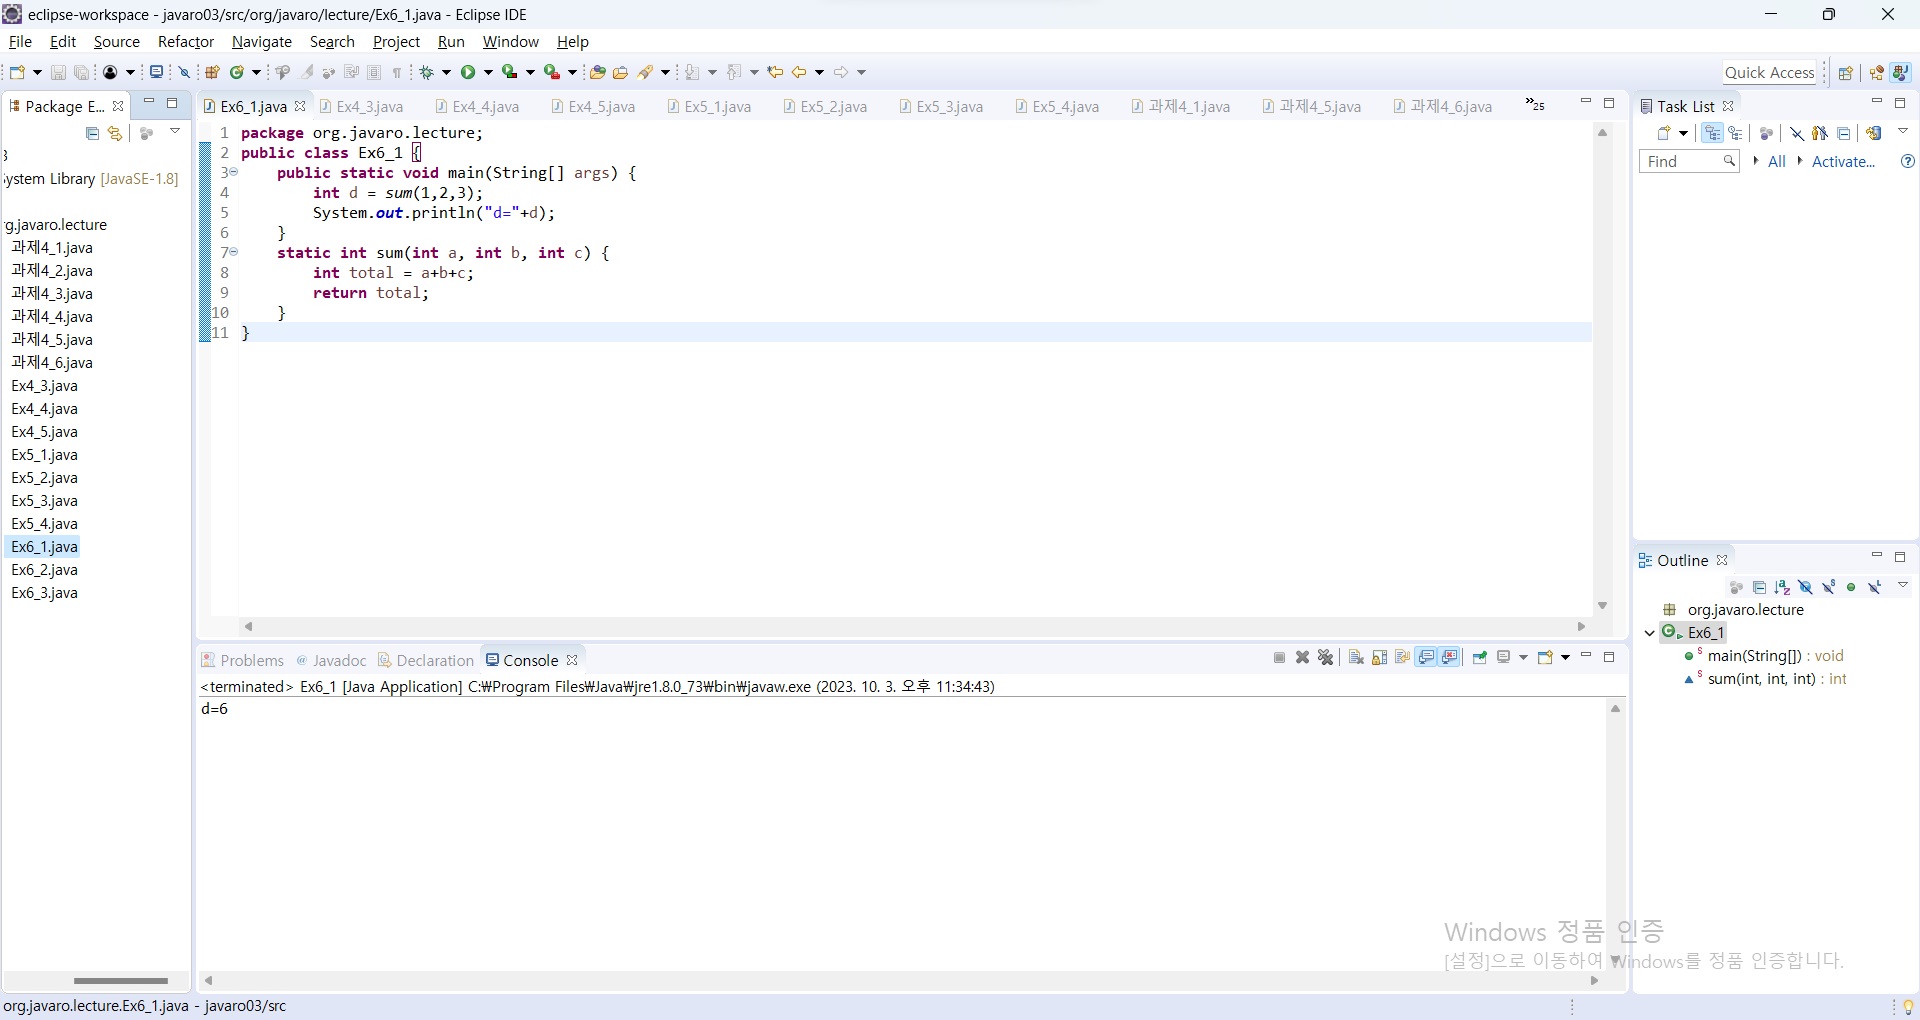 eclipse-workspace - javaro03/src/org/javaro/lecture/Ex6_1.java - Eclipse IDE
File Edit Source Refactor Navigate Search Project Run Window Help
Quick Access
Package E...
Ex6_1.java Ex4_3.java Ex4_4.java Ex4_5.java Ex5_1.java Ex5_2.java Ex5_3.java Ex5_4.java 과제4_1.java 과제4_5.java 과제4_6.java »25
Task List
Find All Activate...
System Library [JavaSE-1.8]
rg.javaro.lecture
과제4_1.java
과제4_2.java
과제4_3.java
과제4_4.java
과제4_5.java
과제4_6.java
Ex4_3.java
Ex4_4.java
Ex4_5.java
Ex5_1.java
Ex5_2.java
Ex5_3.java
Ex5_4.java
Ex6_1.java
Ex6_2.java
Ex6_3.java
1 package org.javaro.lecture;
2 public class Ex6_1 {
3 public static void main(String[] args) {
4 int d = sum(1,2,3);
5 System.out.println("d="+d);
6 }
7 static int sum(int a, int b, int c) {
8 int total = a+b+c;
9 return total;
10 }
11 }
Outline
org.javaro.lecture
Ex6_1
main(String[]) : void
sum(int, int, int) : int
Problems Javadoc Declaration Console
<terminated> Ex6_1 [Java Application] C:₩Program Files₩Java₩jre1.8.0_73₩bin₩javaw.exe (2023. 10. 3. 오후 11:34:43)
d=6
Windows 정품 인증
[설정]으로 이동하여 Windows를 정품 인증합니다.
org.javaro.lecture.Ex6_1.java - javaro03/src